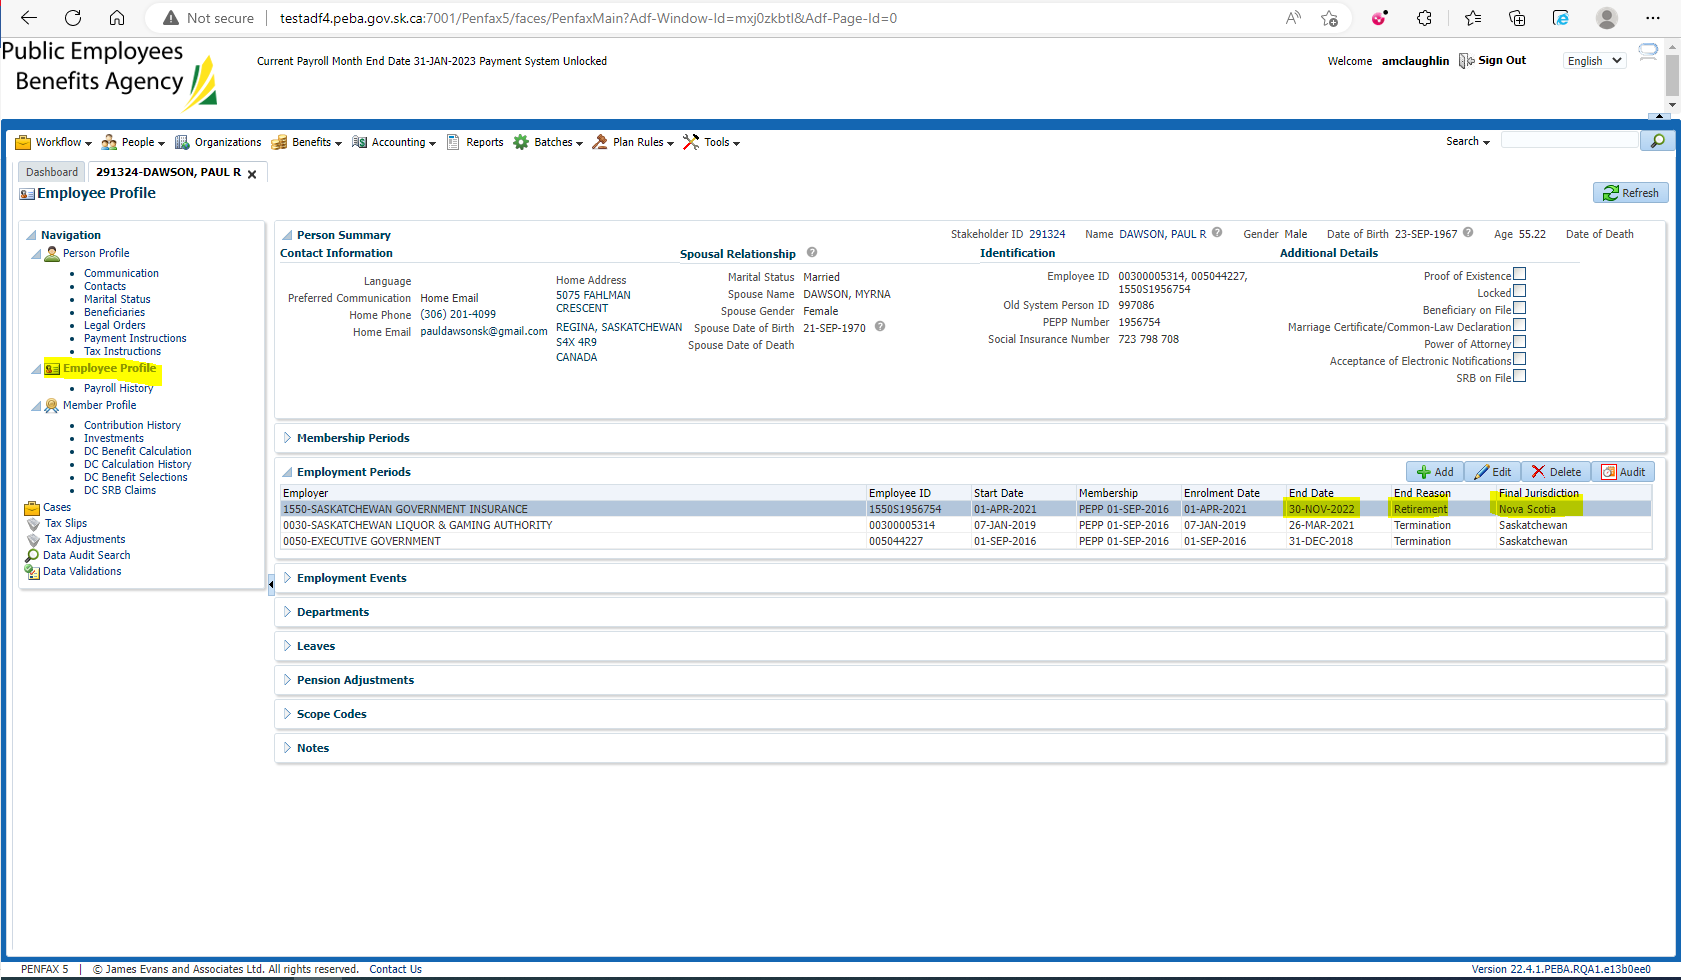 Not secure | testadf4.peba.gov.sk.ca:7001/Penfax5/faces/PenfaxMain?Adf-Window-Id=mxj0zkbtl&Adf-Page-Id=0
Public Employees
Benefits Agency
Current Payroll Month End Date 31-JAN-2023 Payment System Unlocked
Welcome amclaughlin Sign Out English
Workflow People Organizations Benefits Accounting Reports Batches Plan Rules Tools Search
Dashboard 291324-DAWSON, PAUL R
Employee Profile
Refresh
Navigation
Person Profile
Communication
Contacts
Marital Status
Beneficiaries
Legal Orders
Payment Instructions
Tax Instructions
Employee Profile
Payroll History
Member Profile
Contribution History
Investments
DC Benefit Calculation
DC Calculation History
DC Benefit Selections
DC SRB Claims
Cases
Tax Slips
Tax Adjustments
Data Audit Search
Data Validations
Person Summary
Stakeholder ID 291324 Name DAWSON, PAUL R Gender Male Date of Birth 23-SEP-1967 Age 55.22 Date of Death
Contact Information
Language
Preferred Communication Home Email
Home Phone (306) 201-4099
Home Email pauldawsonsk@gmail.com
Home Address
5075 FAHLMAN
CRESCENT
REGINA, SASKATCHEWAN
S4X 4R9
CANADA
Spousal Relationship
Marital Status Married
Spouse Name DAWSON, MYRNA
Spouse Gender Female
Spouse Date of Birth 21-SEP-1970
Spouse Date of Death
Identification
Employee ID 00300005314, 005044227,
1550S1956754
Old System Person ID 997086
PEPP Number 1956754
Social Insurance Number 723 798 708
Additional Details
Proof of Existence
Locked
Beneficiary on File
Marriage Certificate/Common-Law Declaration
Power of Attorney
Acceptance of Electronic Notifications
SRB on File
Membership Periods
Employment Periods
Add Edit Delete Audit
Employer Employee ID Start Date Membership Enrolment Date End Date End Reason Final Jurisdiction
1550-SASKATCHEWAN GOVERNMENT INSURANCE 1550S1956754 01-APR-2021 PEPP 01-SEP-2016 01-APR-2021 30-NOV-2022 Retirement Nova Scotia
0030-SASKATCHEWAN LIQUOR & GAMING AUTHORITY 00300005314 07-JAN-2019 PEPP 01-SEP-2016 07-JAN-2019 26-MAR-2021 Termination Saskatchewan
0050-EXECUTIVE GOVERNMENT 005044227 01-SEP-2016 PEPP 01-SEP-2016 01-SEP-2016 31-DEC-2018 Termination Saskatchewan
Employment Events
Departments
Leaves
Pension Adjustments
Scope Codes
Notes
PENFAX 5 | © James Evans and Associates Ltd. All rights reserved. Contact Us
Version 22.4.1.PEBA.RQA1.e13b0ee0